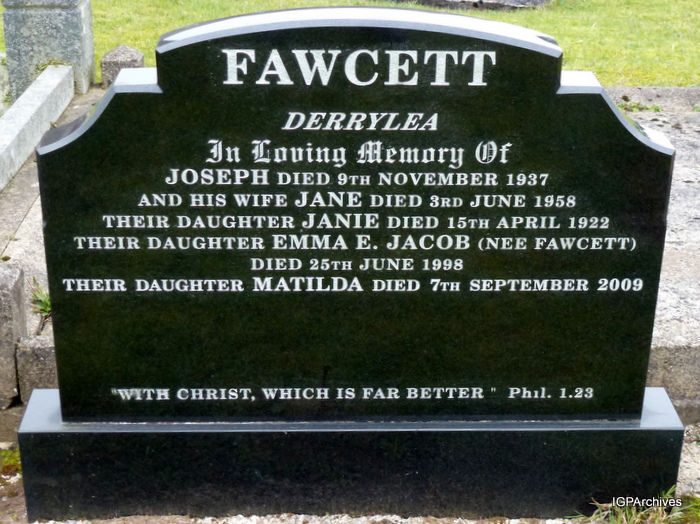 FAWCETT
DERRYLEA
In Loving Memory Of
JOSEPH DIED 9TH NOVEMBER 1937
AND HIS WIFE JANE DIED 3RD JUNE 1958
THEIR DAUGHTER JANIE DIED 15TH APRIL 1922
THEIR DAUGHTER EMMA E. JACOB (NEE FAWCETT)
DIED 25TH JUNE 1998
THEIR DAUGHTER MATILDA DIED 7TH SEPTEMBER 2009
"WITH CHRIST, WHICH IS FAR BETTER " Phil. 1.23
IGPArchives